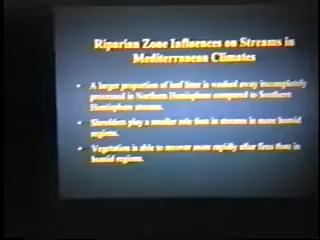 Riparian Zone Influences on Streams in
Mediterranean Climates
• A larger proportion of leaf litter is washed away incompletely
processed in Northern Hemisphere compared to Southern
Hemisphere streams.
• Shredders play a smaller role than in streams in more humid
regions.
• Vegetation is able to recover more rapidly after fires than in
humid regions.